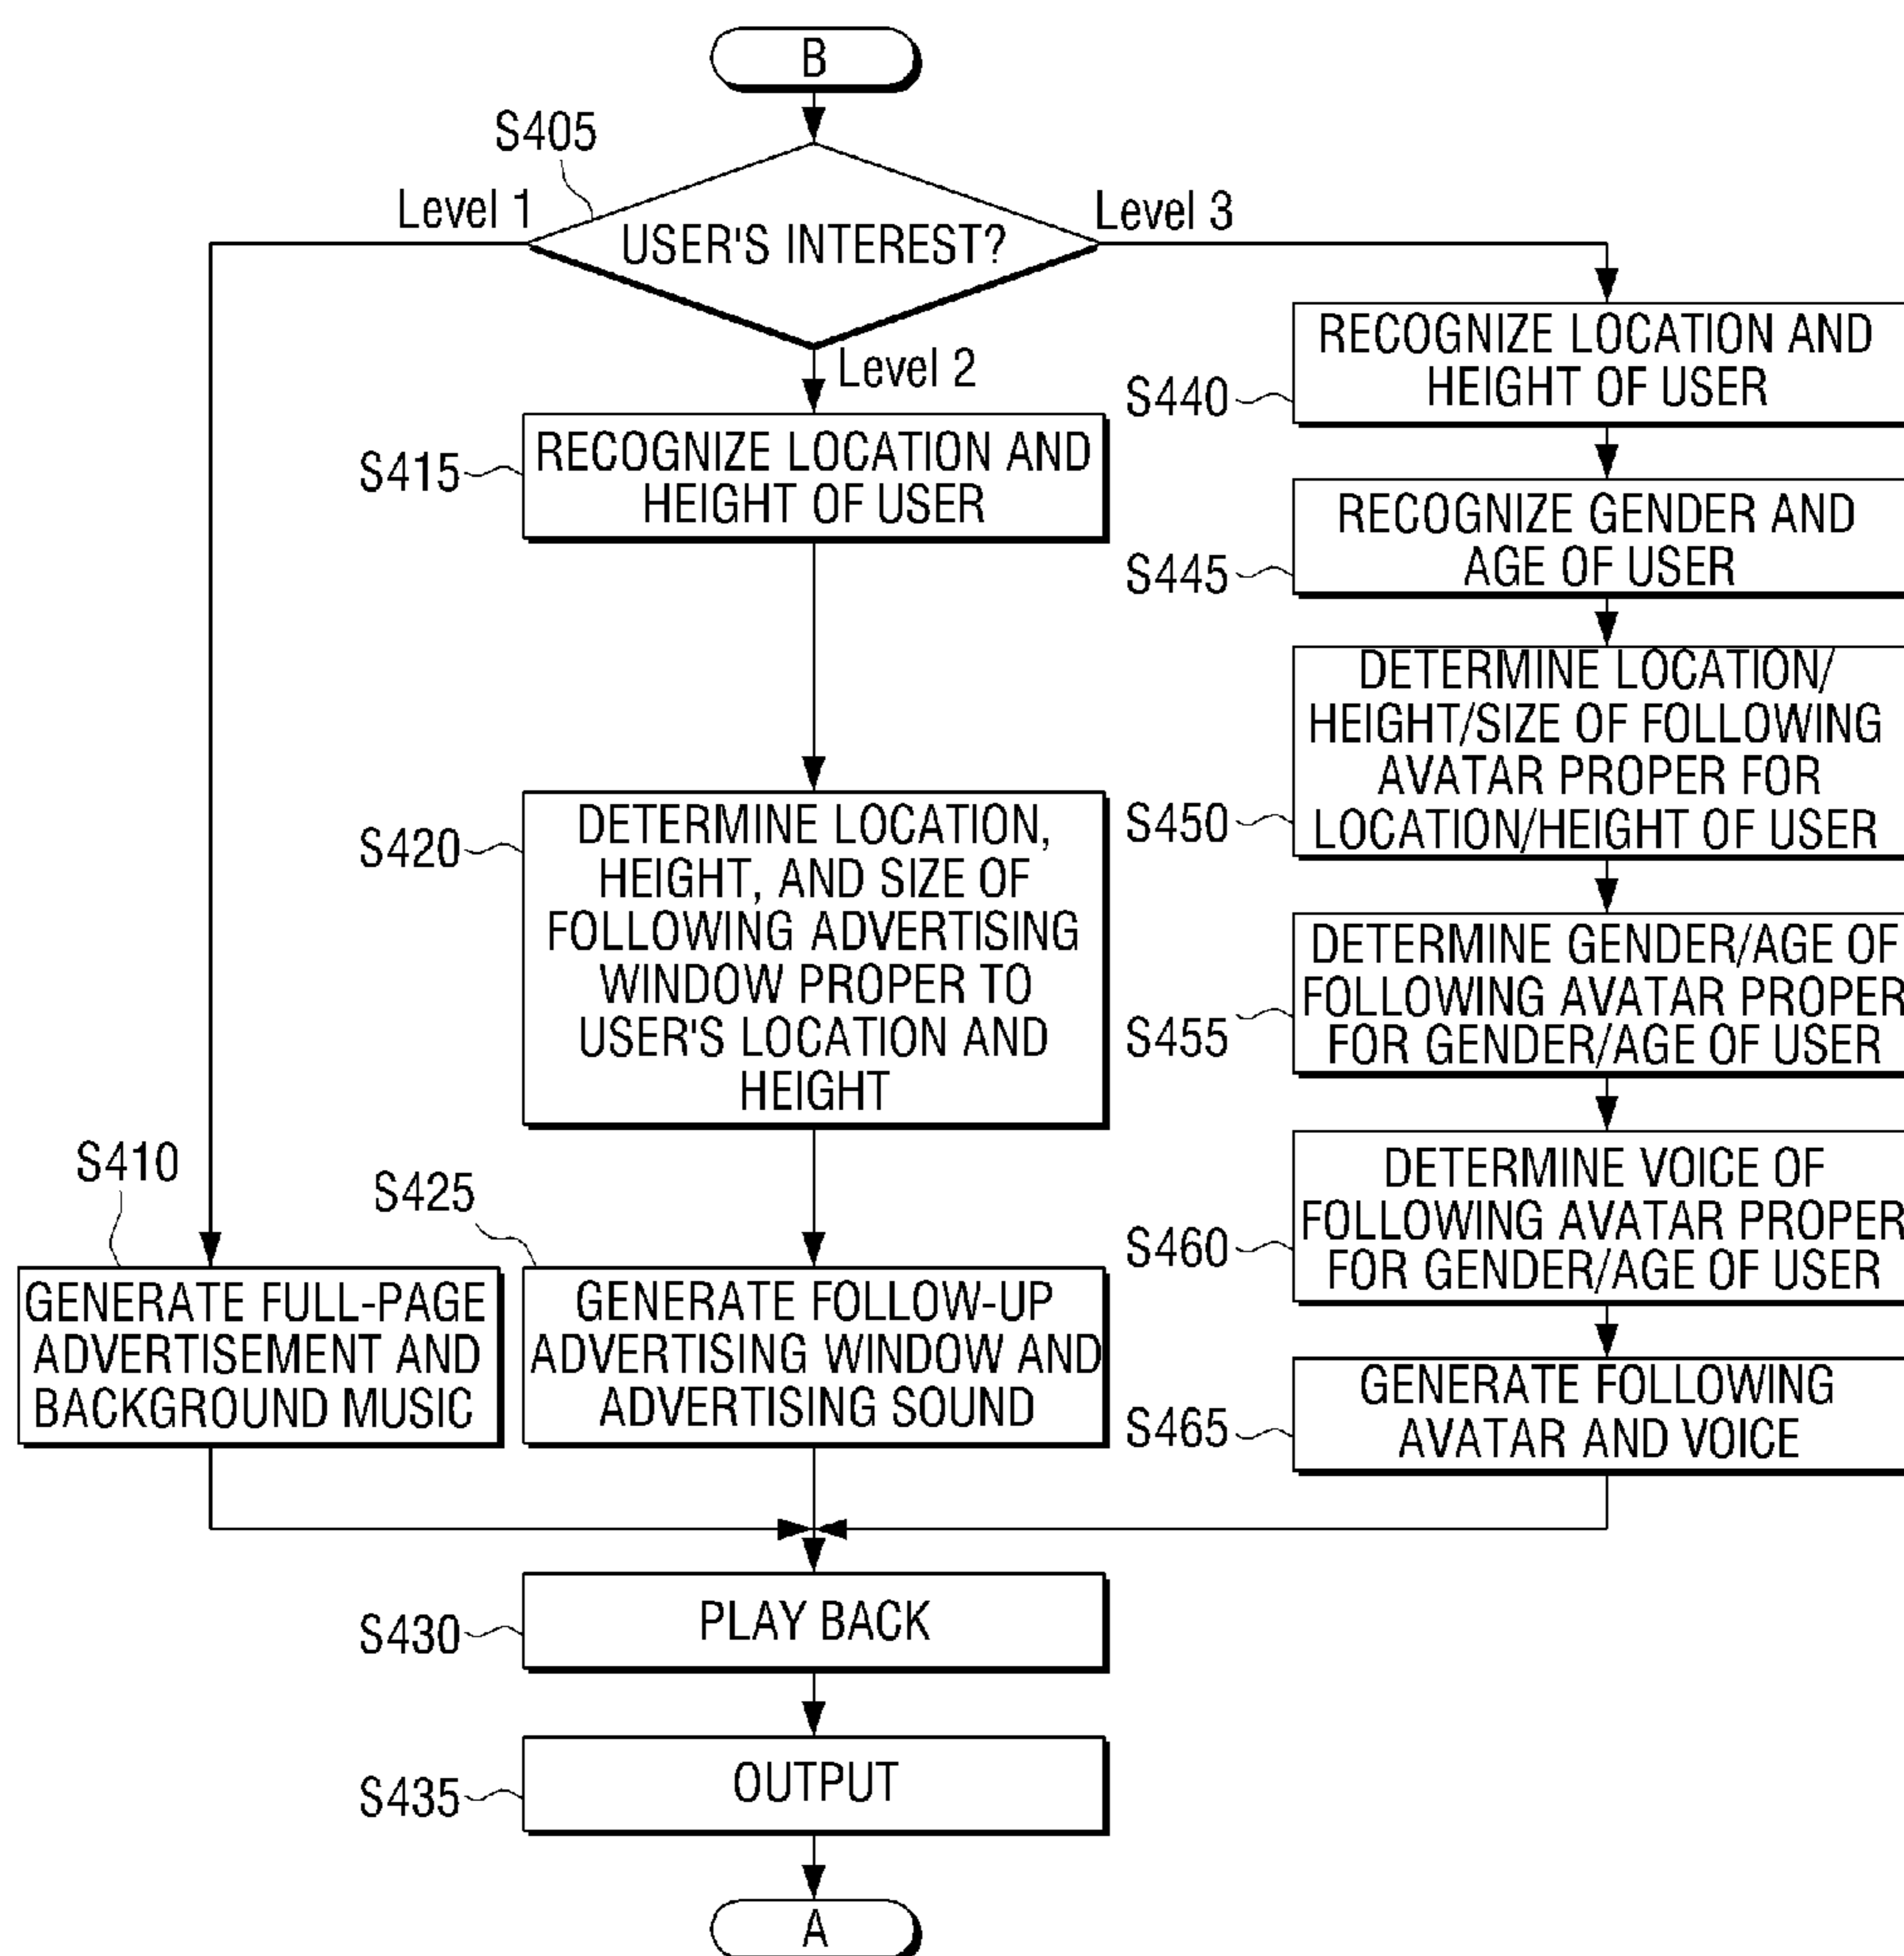 B
S405
Level 1
USER'S INTEREST?
Level 3
Level 2
S415
RECOGNIZE LOCATION AND
HEIGHT OF USER
S420
DETERMINE LOCATION,
HEIGHT, AND SIZE OF
FOLLOWING ADVERTISING
WINDOW PROPER TO
USER'S LOCATION AND
HEIGHT
S410
GENERATE FULL-PAGE
ADVERTISEMENT AND
BACKGROUND MUSIC
S425
GENERATE FOLLOW-UP
ADVERTISING WINDOW AND
ADVERTISING SOUND
S440
RECOGNIZE LOCATION AND
HEIGHT OF USER
S445
RECOGNIZE GENDER AND
AGE OF USER
S450
DETERMINE LOCATION/
HEIGHT/SIZE OF FOLLOWING
AVATAR PROPER FOR
LOCATION/HEIGHT OF USER
S455
DETERMINE GENDER/AGE OF
FOLLOWING AVATAR PROPER
FOR GENDER/AGE OF USER
S460
DETERMINE VOICE OF
FOLLOWING AVATAR PROPER
FOR GENDER/AGE OF USER
S465
GENERATE FOLLOWING
AVATAR AND VOICE
S430
PLAY BACK
S435
OUTPUT
A